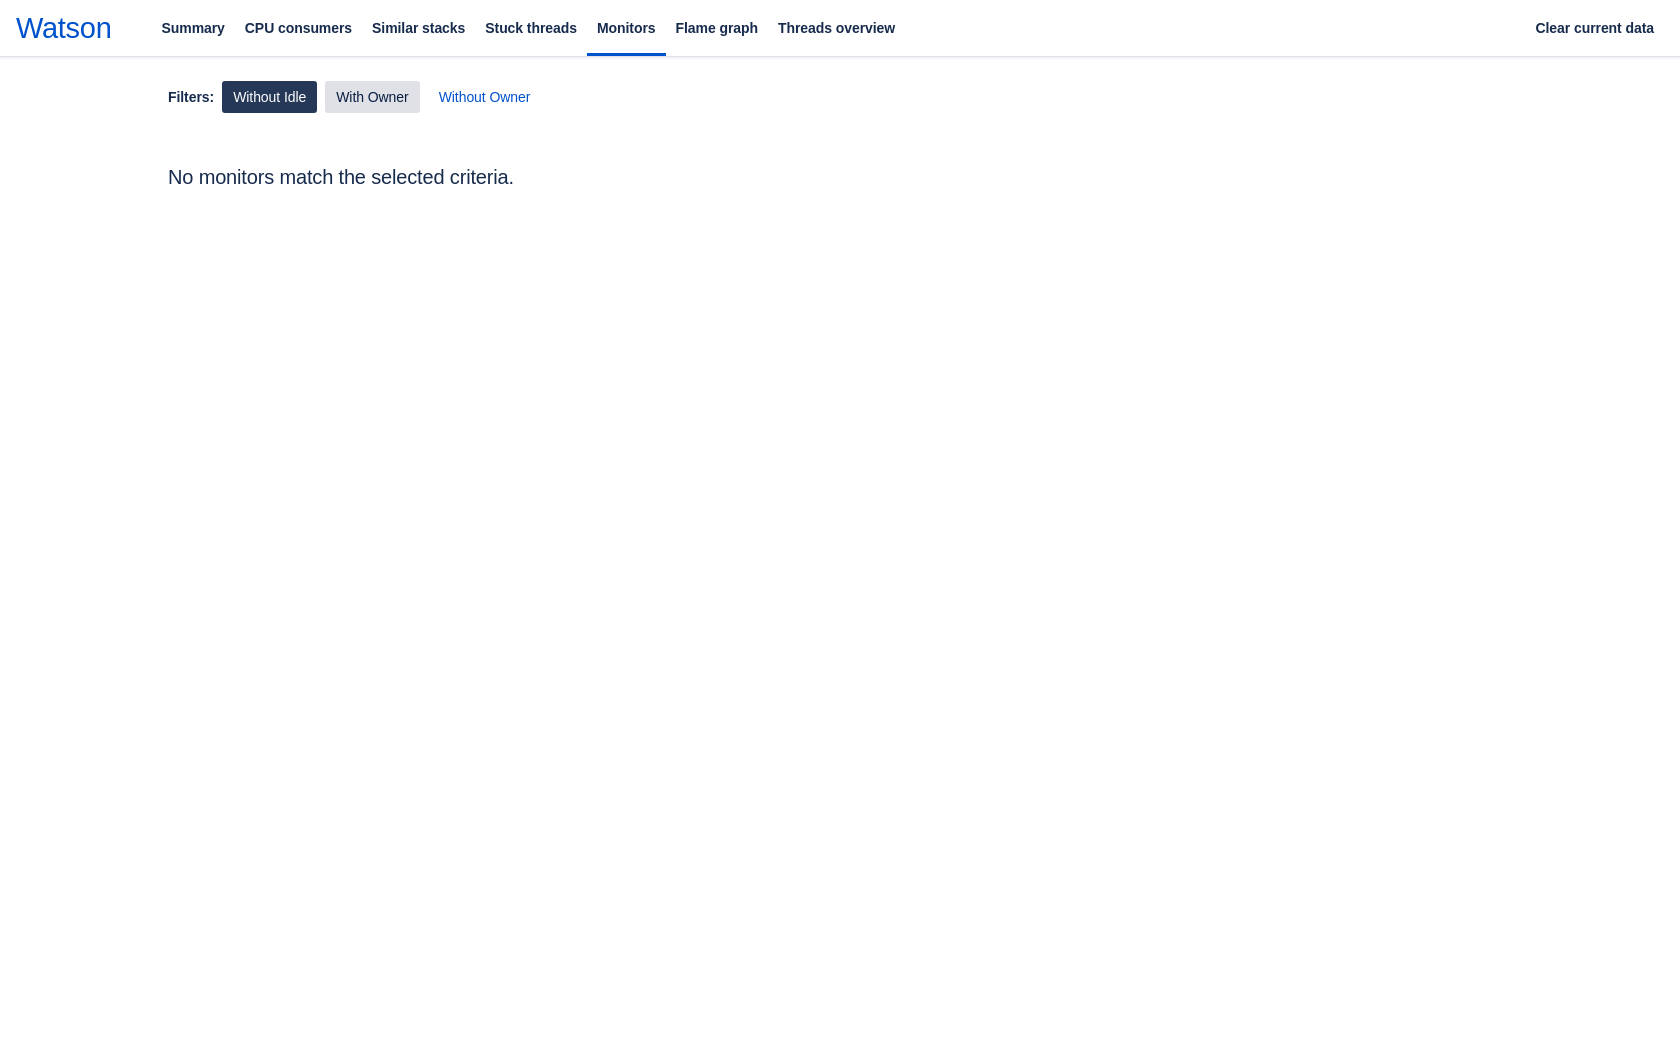 Watson Summary CPU consumers Similar stacks Stuck threads Monitors Flame graph Threads overview Clear current data
Filters: Without Idle With Owner Without Owner
No monitors match the selected criteria.